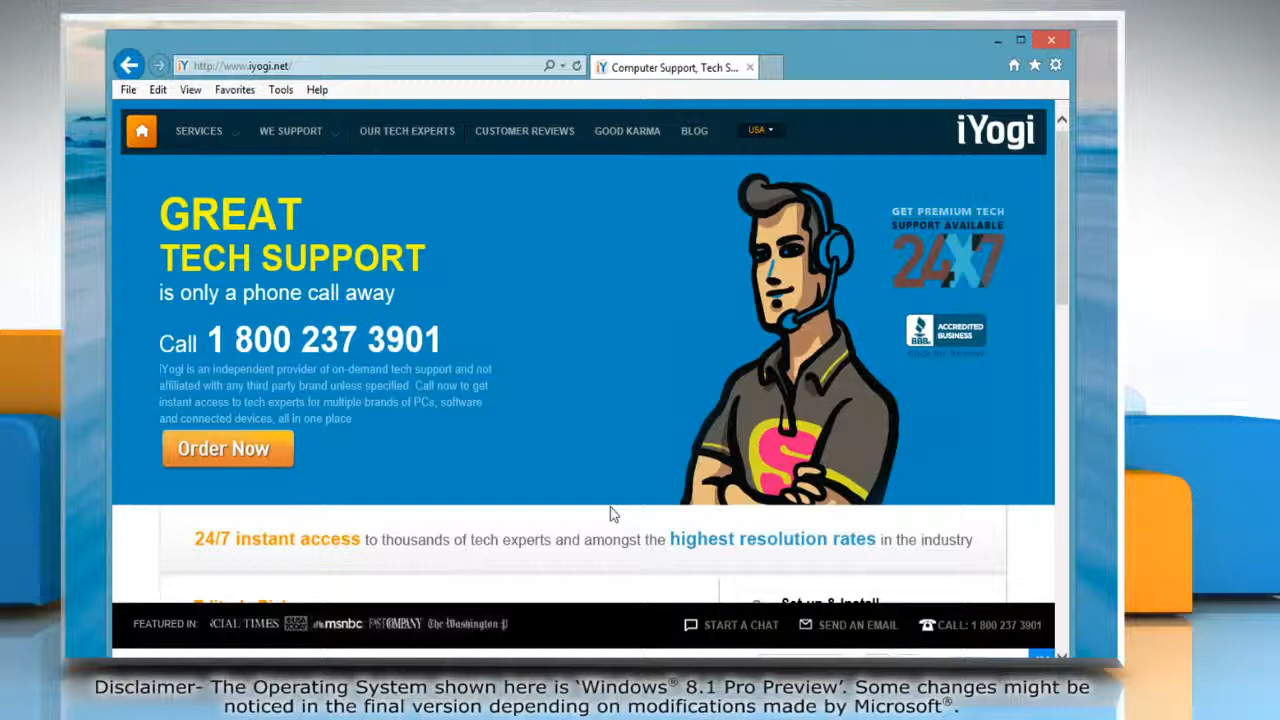 http://www.iyogi.net/
Computer Support, Tech S...
File Edit View Favorites Tools Help
SERVICES WE SUPPORT OUR TECH EXPERTS CUSTOMER REVIEWS GOOD KARMA BLOG USA iYogi
GREAT
TECH SUPPORT
is only a phone call away
Call 1 800 237 3901
iYogi is an independent provider of on-demand tech support and not
affiliated with any third party brand unless specified. Call now to get
instant access to tech experts for multiple brands of PCs, software
and connected devices, all in one place
Order Now
GET PREMIUM TECH
SUPPORT AVAILABLE
24X7
BBB. ACCREDITED
BUSINESS
S
24/7 instant access to thousands of tech experts and amongst the highest resolution rates in the industry
Set-up & Install
FEATURED IN: msnbc The Washington START A CHAT SEND AN EMAIL CALL: 1 800 237 3901
Disclaimer- The Operating System shown here is ‘Windows® 8.1 Pro Preview’. Some changes might be
noticed in the final version depending on modifications made by Microsoft®.